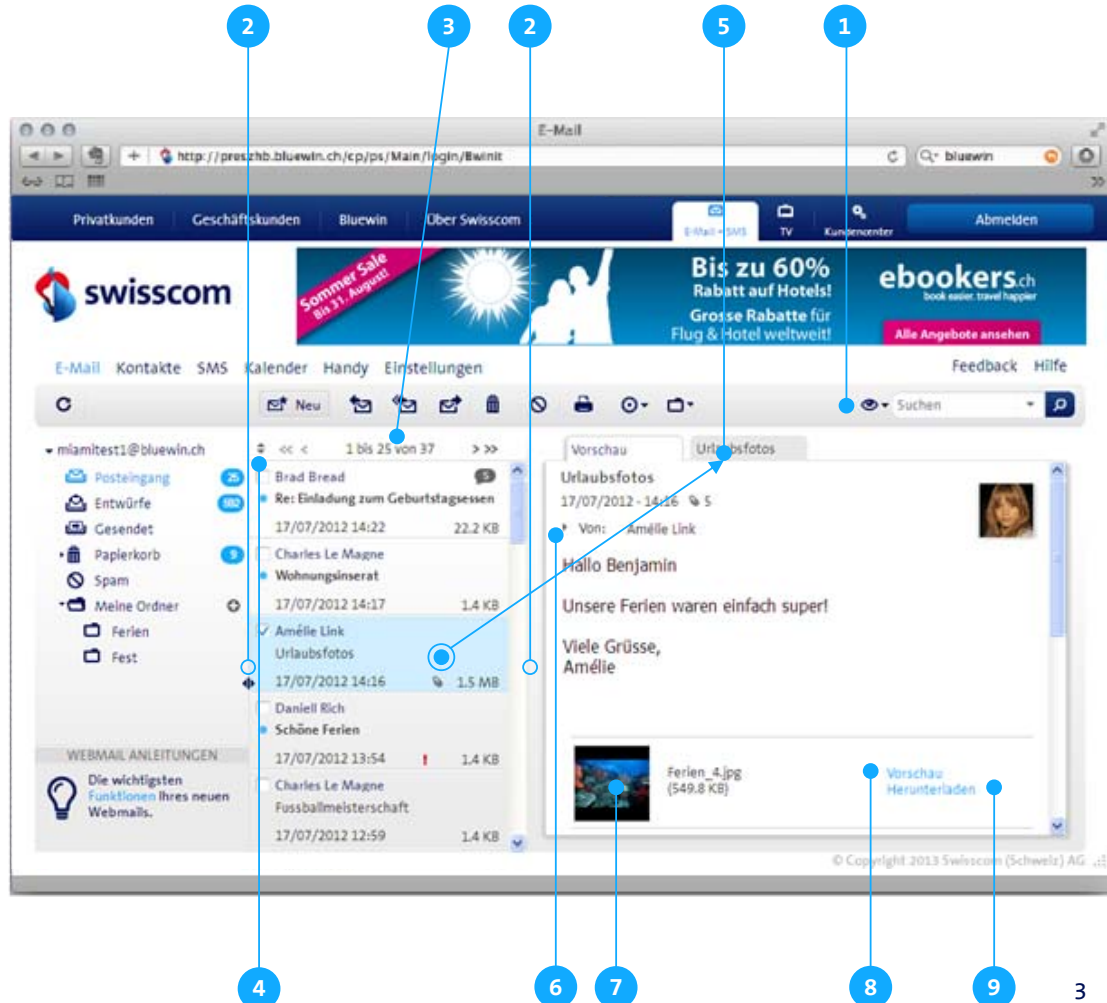 2 3 2 5 1
E-Mail
http://preszhb.bluewin.ch/cp/ps/Main/login/Bwinit
bluewin
Privatkunden Geschäftskunden Bluewin Über Swisscom E-Mail + SMS TV Kundencenter Abmelden
swisscom
Sommer Sale
Bis 31. August!
Bis zu 60%
Rabatt auf Hotels!
Grosse Rabatte für
Flug & Hotel weltweit!
ebookers.ch
book easier. travel happier
Alle Angebote ansehen
E-Mail Kontakte SMS Kalender Handy Einstellungen Feedback Hilfe
Neu Suchen
miamitest1@bluewin.ch
Posteingang 25
Entwürfe 502
Gesendet
Papierkorb 9
Spam
Meine Ordner
Ferien
Fest
WEBMAIL ANLEITUNGEN
Die wichtigsten
Funktionen Ihres neuen
Webmails.
<< < 1 bis 25 von 37 > >>
Brad Bread 5
Re: Einladung zum Geburtstagsessen
17/07/2012 14:22 22.2 KB
Charles Le Magne
Wohnungsinserat
17/07/2012 14:17 1.4 KB
Amélie Link
Urlaubsfotos
17/07/2012 14:16 1.5 MB
Daniell Rich
Schöne Ferien
17/07/2012 13:54 ! 1.4 KB
Charles Le Magne
Fussballmeisterschaft
17/07/2012 12:59 1.4 KB
Vorschau Urlaubsfotos
Urlaubsfotos
17/07/2012 - 14:16 5
Von: Amélie Link
Hallo Benjamin
Unsere Ferien waren einfach super!
Viele Grüsse,
Amélie
Ferien_4.jpg
(549.8 KB)
Vorschau
Herunterladen
© Copyright 2013 Swisscom (Schweiz) AG
4 6 7 8 9
3